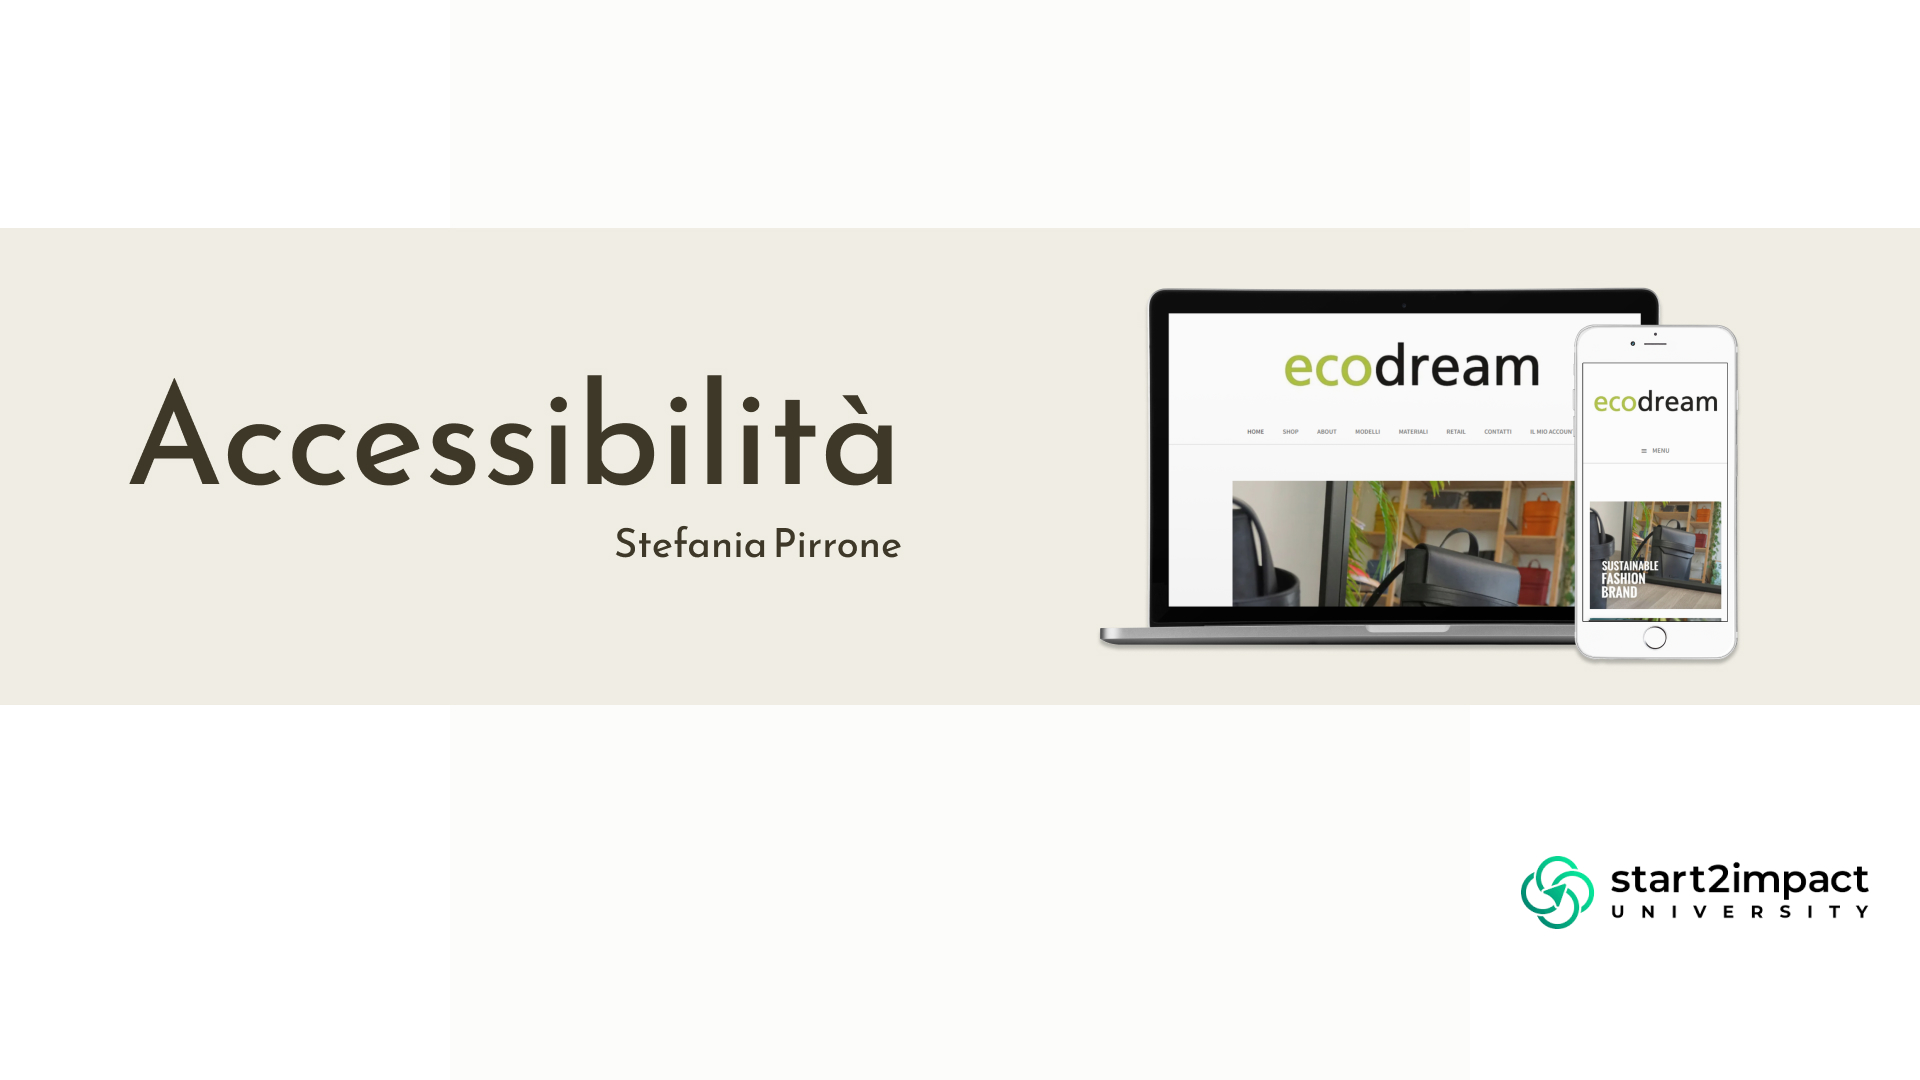 Accessibilità
Stefania Pirrone
ecodream
HOME SHOP ABOUT MODELLI MATERIALI RETAIL CONTATTI IL MIO ACCOUN
ecodream
MENU
SUSTAINABLE
FASHION
BRAND
start2impact
UNIVERSITY